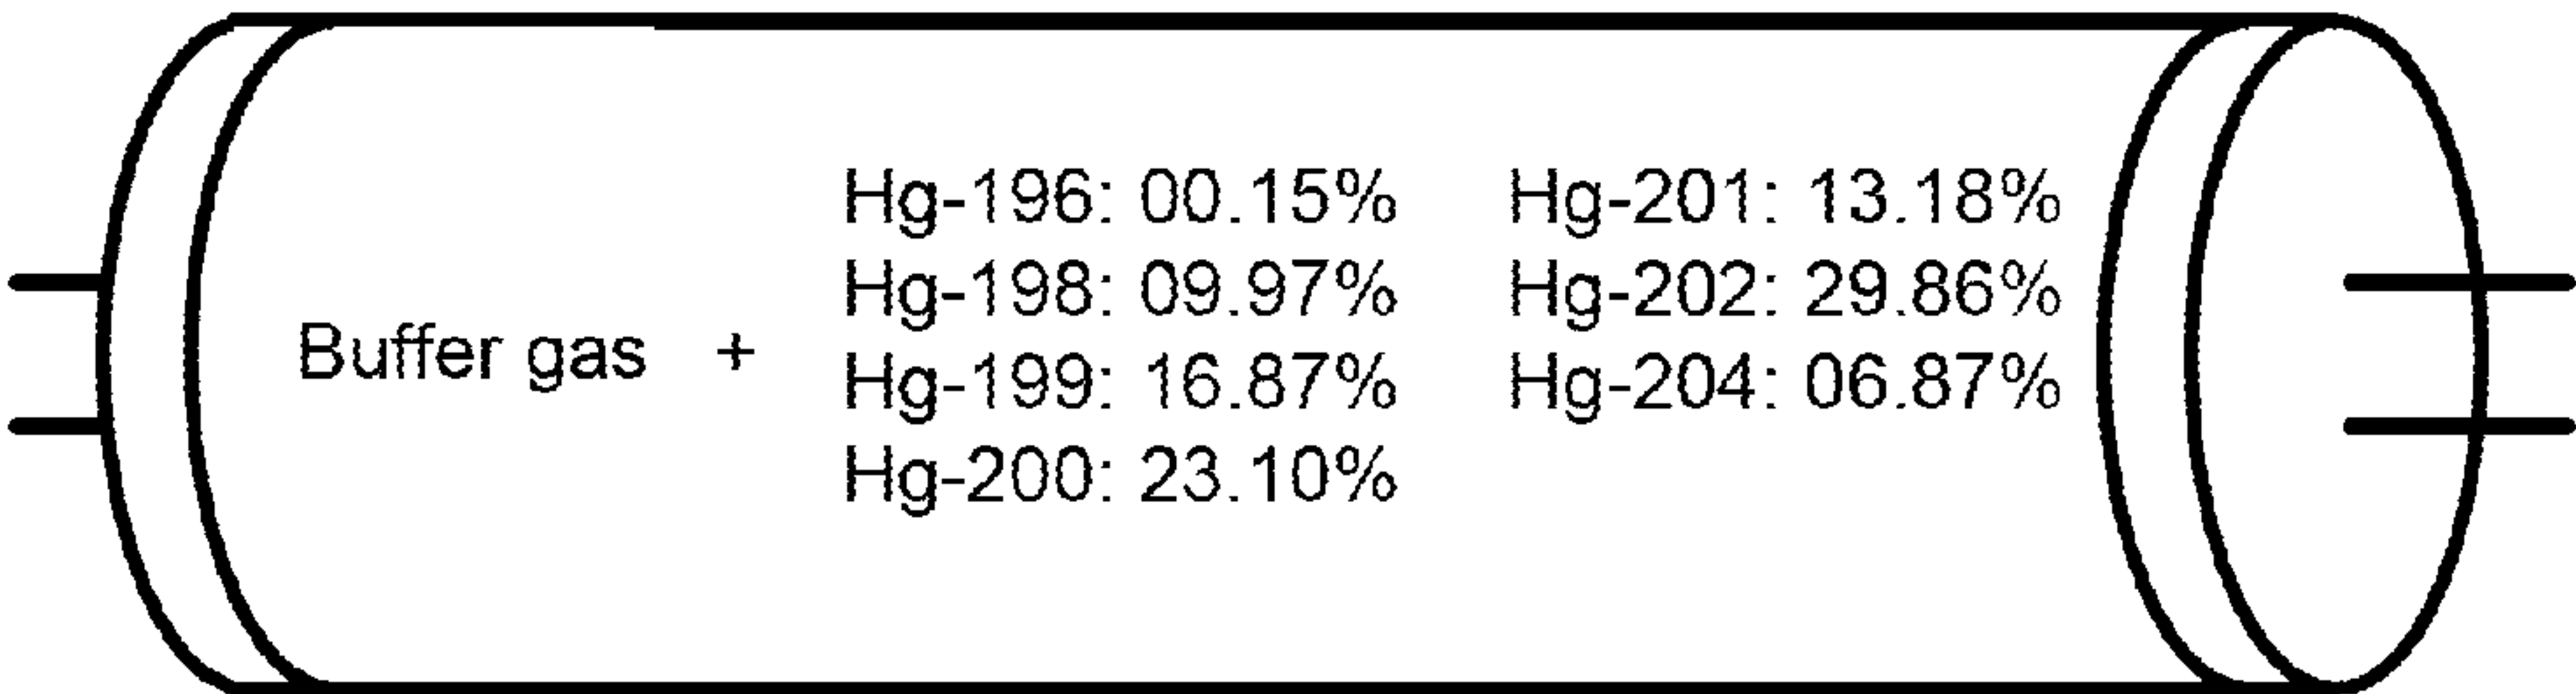 Buffer gas +
Hg-196: 00.15%
Hg-198: 09.97%
Hg-199: 16.87%
Hg-200: 23.10%
Hg-201: 13.18%
Hg-202: 29.86%
Hg-204: 06.87%